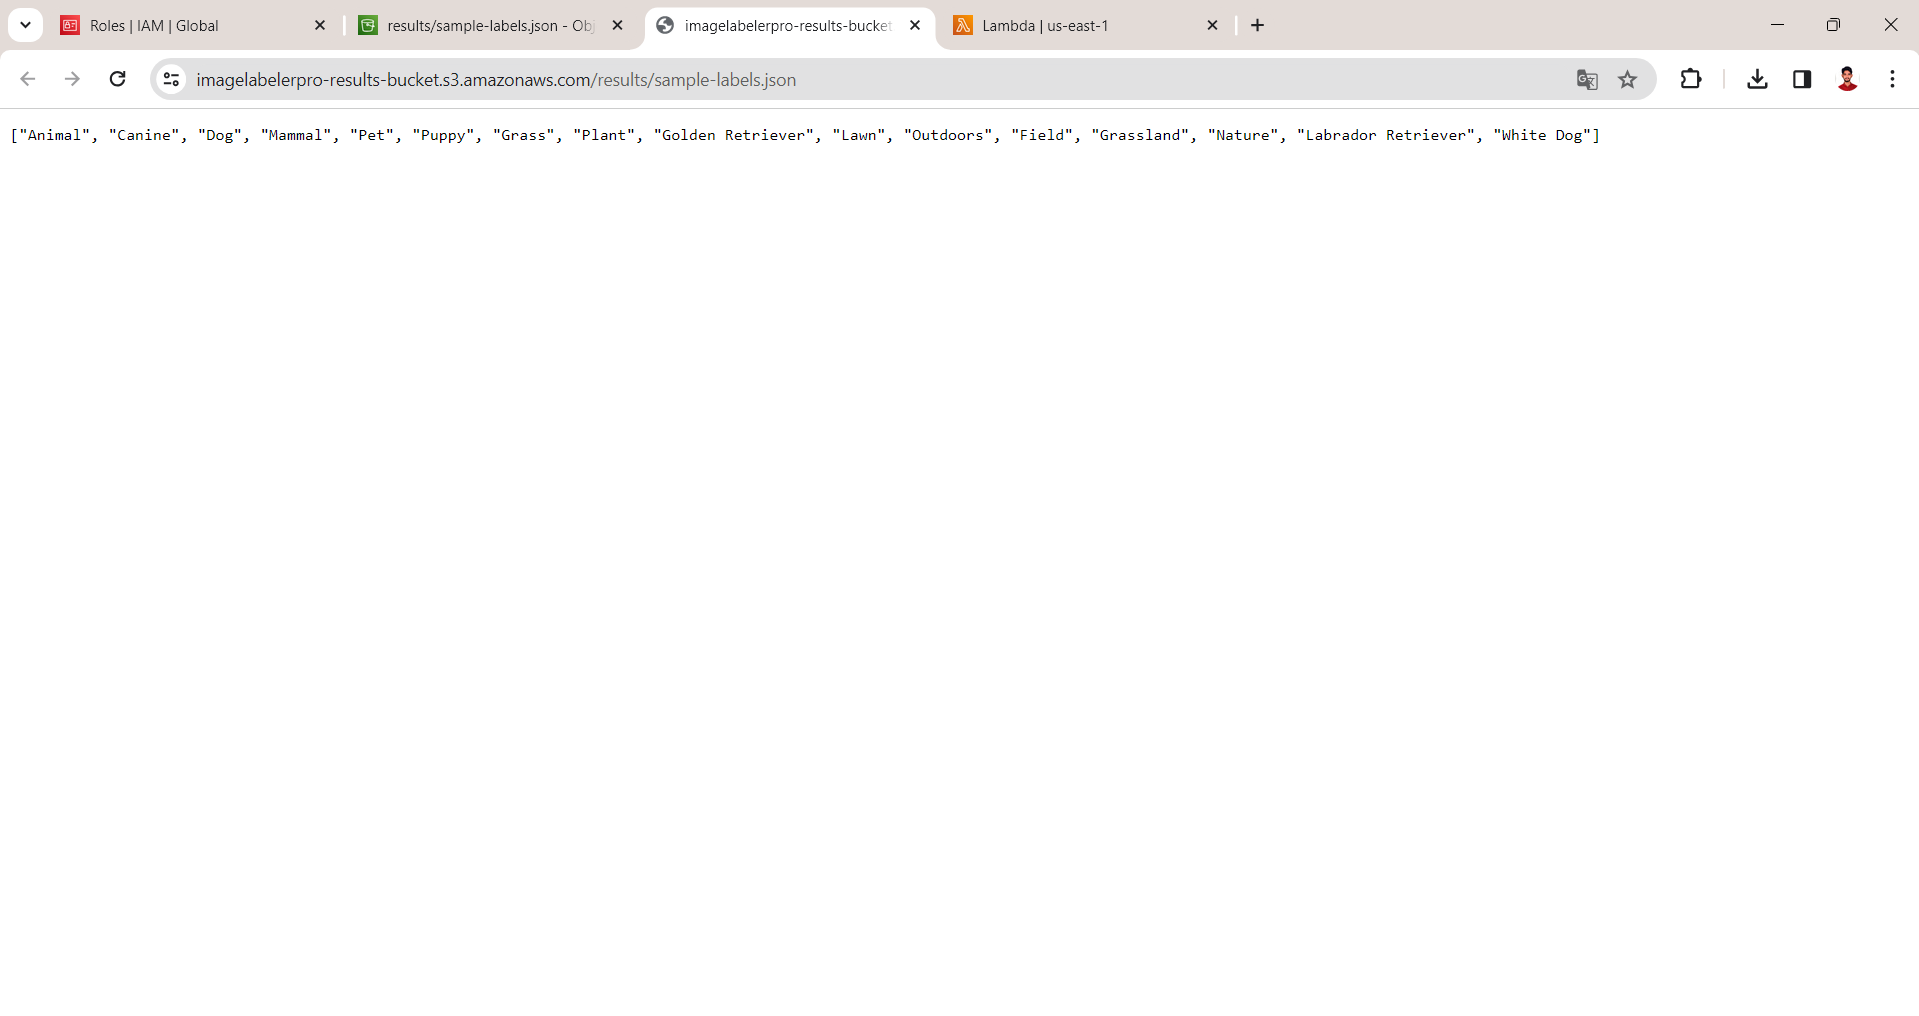 Roles | IAM | Global
results/sample-labels.json - Obj
imagelabelerpro-results-bucket
Lambda | us-east-1
imagelabelerpro-results-bucket.s3.amazonaws.com/results/sample-labels.json
["Animal", "Canine", "Dog", "Mammal", "Pet", "Puppy", "Grass", "Plant", "Golden Retriever", "Lawn", "Outdoors", "Field", "Grassland", "Nature", "Labrador Retriever", "White Dog"]